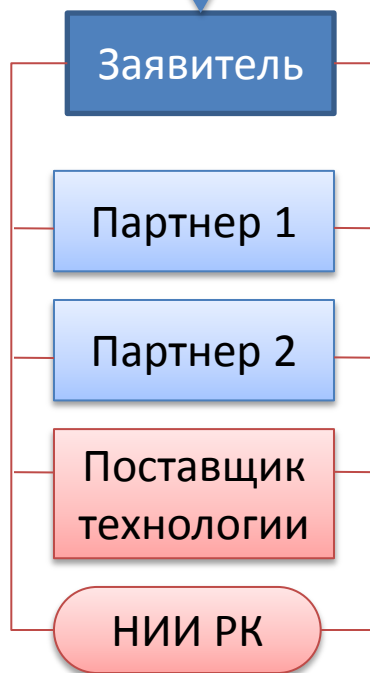 Заявитель
Партнер 1
Партнер 2
Поставщик
технологии
НИИ РК